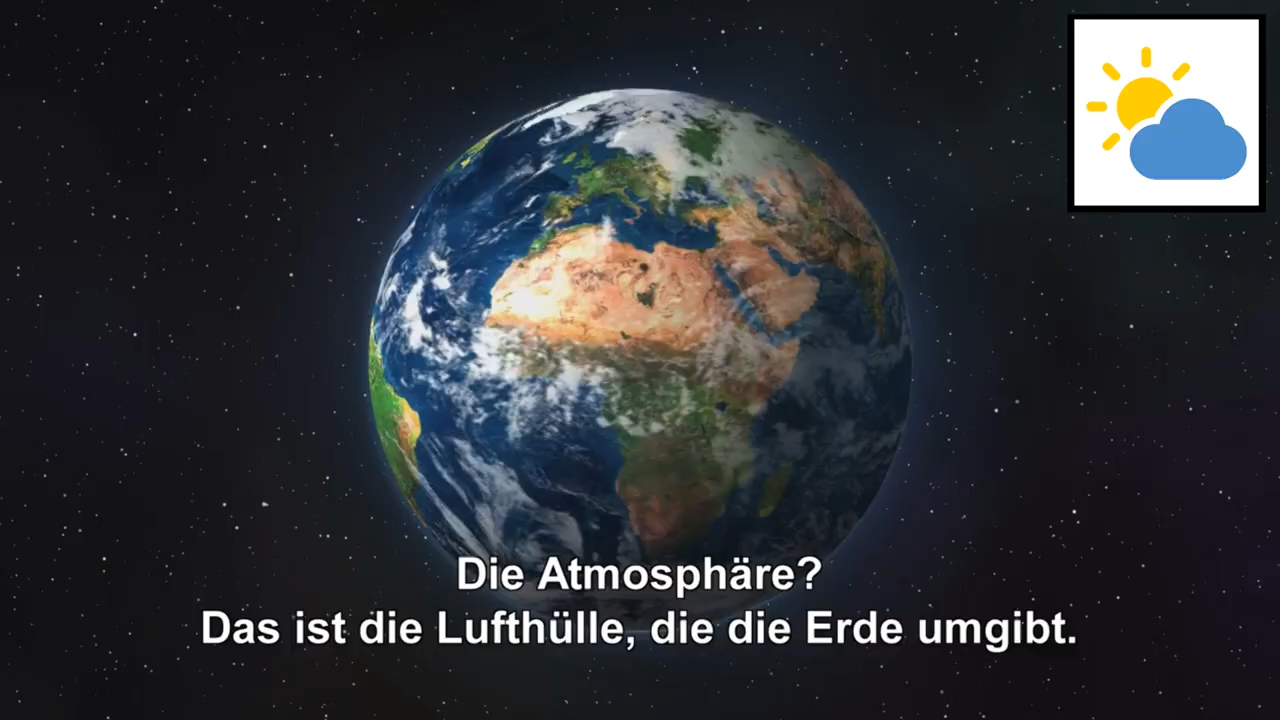 Die Atmosphäre?
Das ist die Lufthülle, die die Erde umgibt.